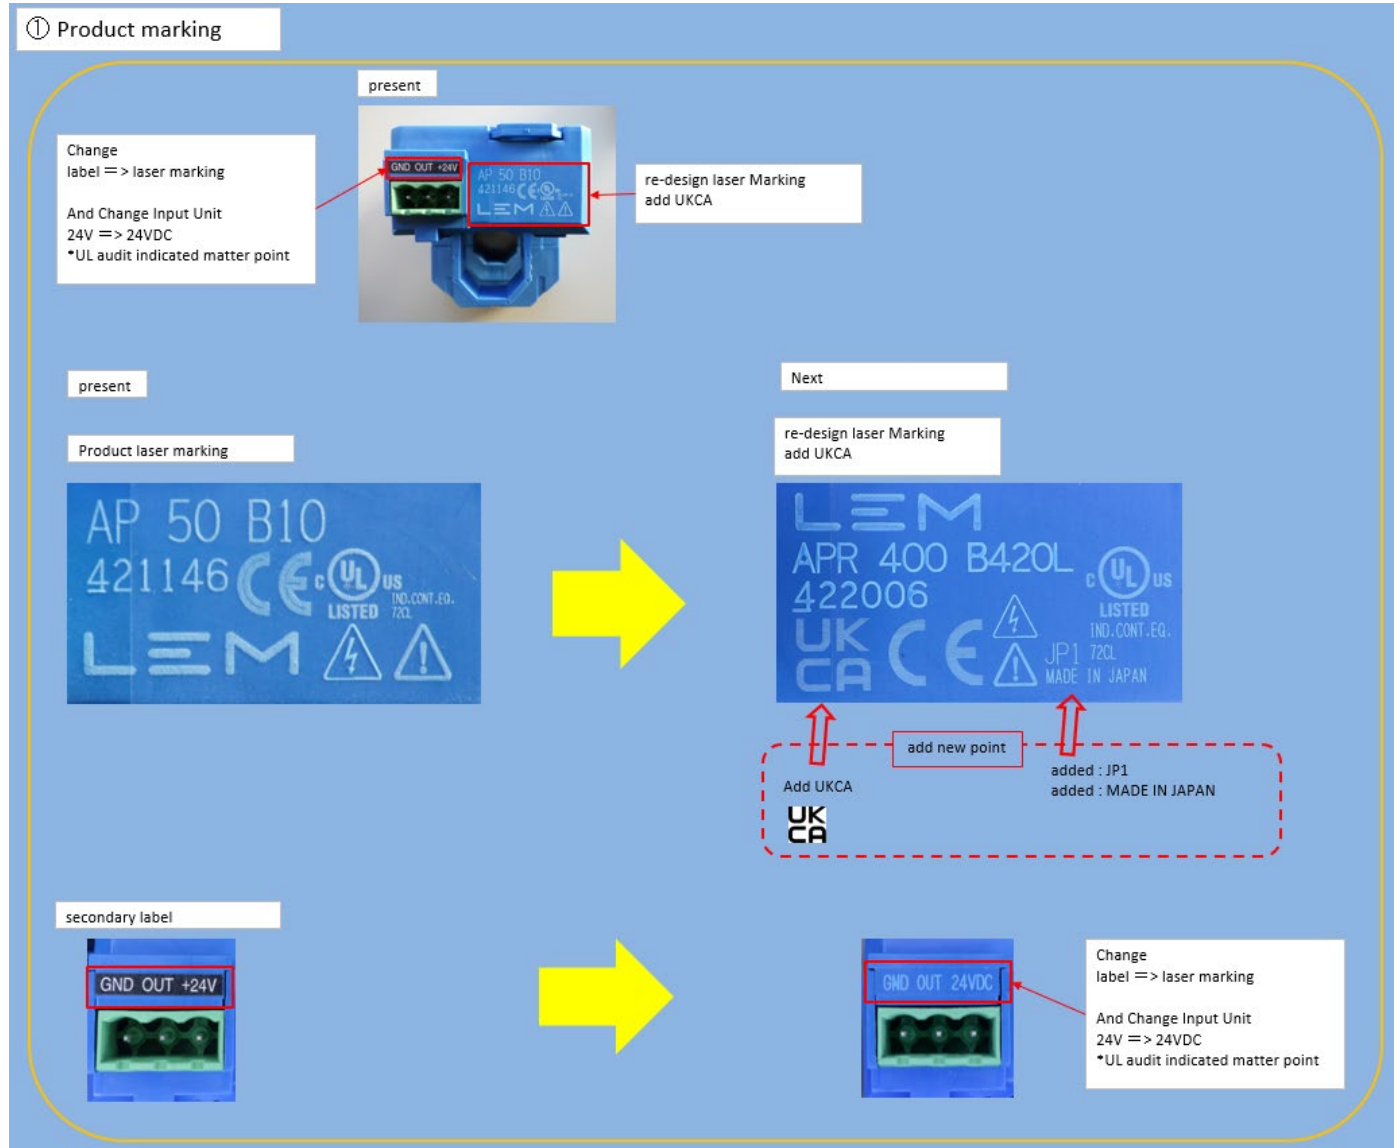 ① Product marking
present
Change
label => laser marking
And Change Input Unit
24V => 24VDC
*UL audit indicated matter point
GND OUT +24V
AP 50 B10
421146 CE UL
LEM
re-design laser Marking
add UKCA
present
Product laser marking
AP 50 B10
421146 CE C UL US
LISTED
IND.CONT.EQ.
72CL
LEM
Next
re-design laser Marking
add UKCA
LEM
APR 400 B420L
422006
C UL US
LISTED
IND.CONT.EQ.
72CL
UK
CA
CE
JP1
MADE IN JAPAN
add new point
Add UKCA
UK
CA
added : JP1
added : MADE IN JAPAN
secondary label
GND OUT +24V
GND OUT 24VDC
Change
label => laser marking
And Change Input Unit
24V => 24VDC
*UL audit indicated matter point